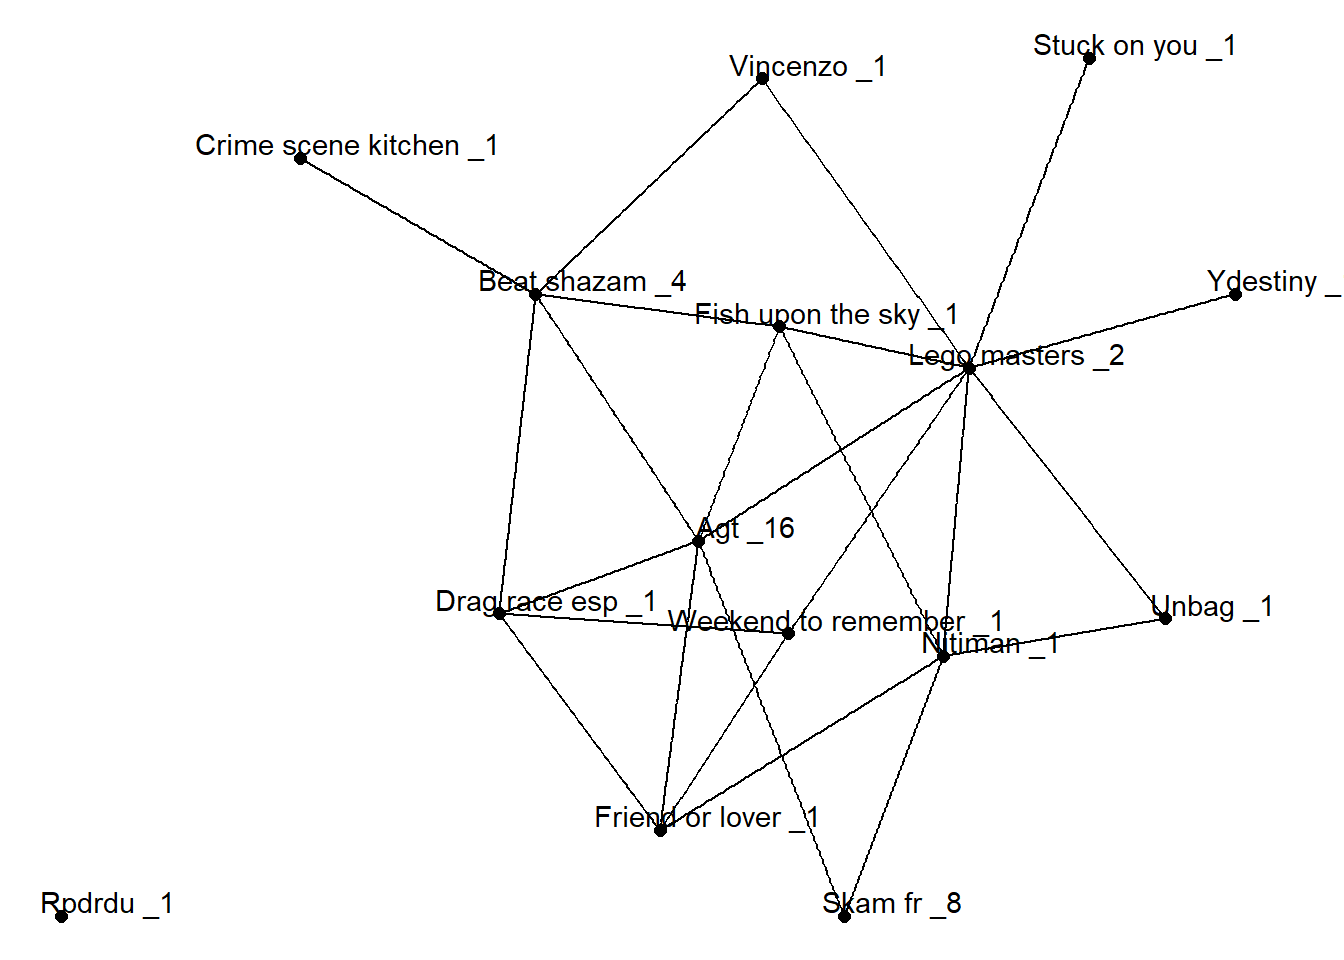 Stuck on you _1
Vincenzo _1
Crime scene kitchen _1
Beat shazam _4
Ydestiny _
Fish upon the sky _1
Lego masters _2
Agt _16
Drag race esp _1
Unbag _1
Weekend to remember _1
Nitiman _1
Friend or lover _1
Rpdrdu _1
Skam fr _8